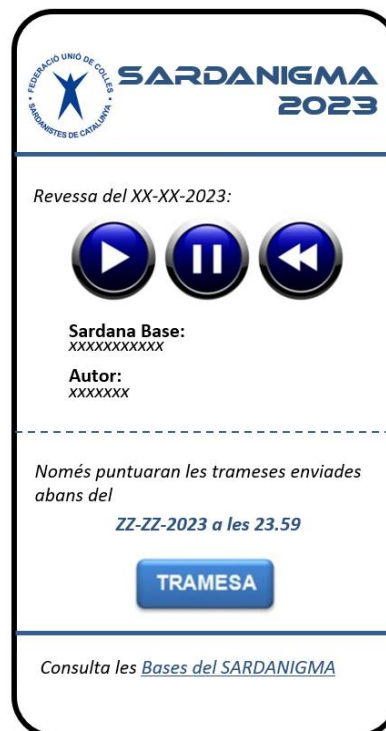 FEDERACIÓ UNIÓ DE COLLES
SARDANISTES DE CATALUNYA
SARDANIGMA
2023
Revessa del XX-XX-2023:
Sardana Base:
xxxxxxxxxxx
Autor:
xxxxxxx
Només puntuaran les trameses enviades
abans del
ZZ-ZZ-2023 a les 23.59
TRAMESA
Consulta les Bases del SARDANIGMA